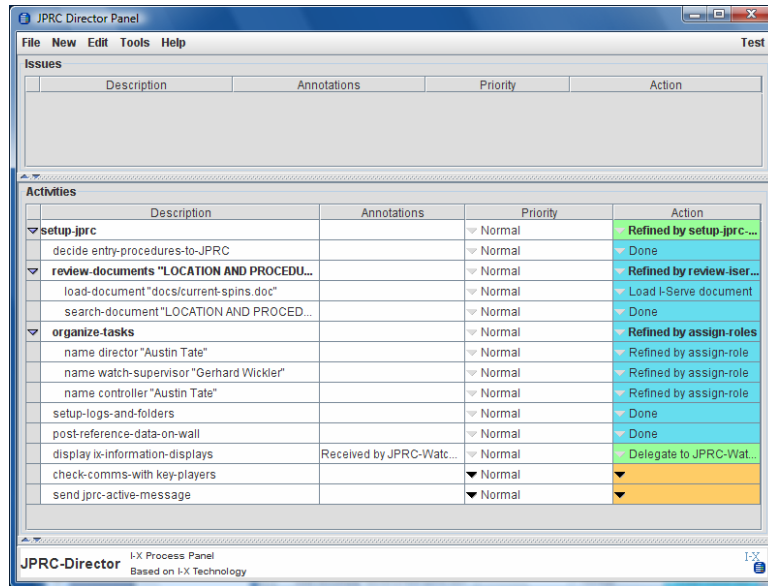 JPRC Director Panel
File New Edit Tools Help Test
Issues
Description Annotations Priority Action
Activities
Description Annotations Priority Action
setup-jprc Normal Refined by setup-jprc-...
decide entry-procedures-to-JPRC Normal Done
review-documents "LOCATION AND PROCEDU... Normal Refined by review-iser...
load-document "docs/current-spins.doc" Normal Load I-Serve document
search-document "LOCATION AND PROCED... Normal Done
organize-tasks Normal Refined by assign-roles
name director "Austin Tate" Normal Refined by assign-role
name watch-supervisor "Gerhard Wickler" Normal Refined by assign-role
name controller "Austin Tate" Normal Refined by assign-role
setup-logs-and-folders Normal Done
post-reference-data-on-wall Normal Done
display ix-information-displays Received by JPRC-Watc... Normal Delegate to JPRC-Wat...
check-comms-with key-players Normal
send jprc-active-message Normal
JPRC-Director I-X Process Panel I-X
Based on I-X Technology